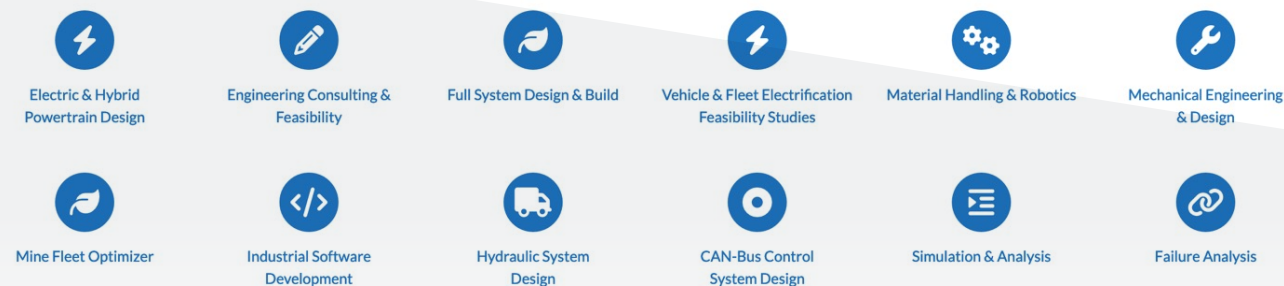 Electric & Hybrid
Powertrain Design
Engineering Consulting &
Feasibility
Full System Design & Build
Vehicle & Fleet Electrification
Feasibility Studies
Material Handling & Robotics
Mechanical Engineering
& Design
Mine Fleet Optimizer
Industrial Software
Development
Hydraulic System
Design
CAN-Bus Control
System Design
Simulation & Analysis
Failure Analysis